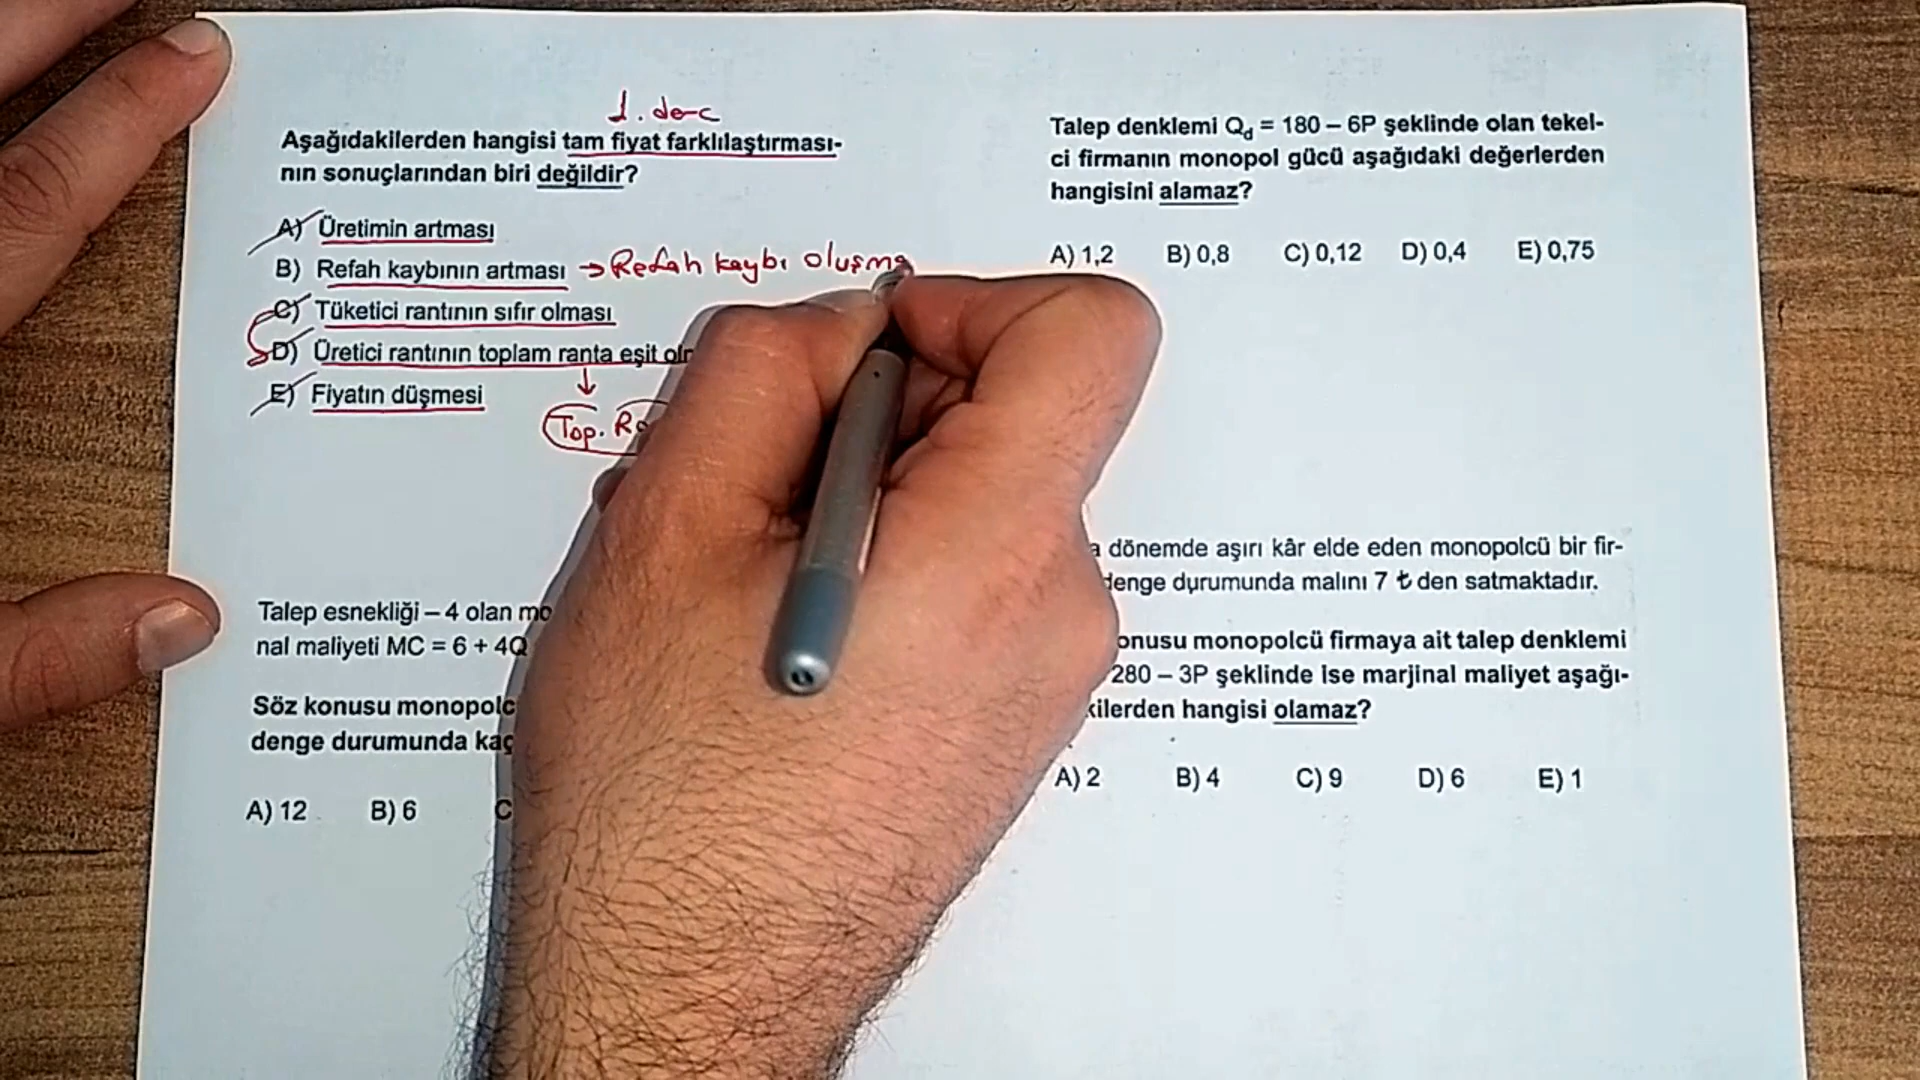 1. derc
Aşağıdakilerden hangisi tam fiyat farklılaştırması-
nın sonuçlarından biri değildir?
A) Üretimin artması
B) Refah kaybının artması → Refah kaybı oluşma
C) Tüketici rantının sıfır olması
D) Üretici rantının toplam ranta eşit
E) Fiyatın düşmesi
Top.
Talep esnekliği – 4 olan
nal maliyeti MC = 6 + 4Q
Söz konusu
denge durumunda
A) 12 B) 6 C
Talep denklemi Qd = 180 – 6P şeklinde olan tekel-
ci firmanın monopol gücü aşağıdaki değerlerden
hangisini alamaz?
A) 1,2 B) 0,8 C) 0,12 D) 0,4 E) 0,75
dönemde aşırı kâr elde eden monopolcü bir fir-
denge durumunda malını 7 ₺ den satmaktadır.
konusu monopolcü firmaya ait talep denklemi
280 – 3P şeklinde ise marjinal maliyet aşağı-
kilerden hangisi olamaz?
A) 2 B) 4 C) 9 D) 6 E) 1